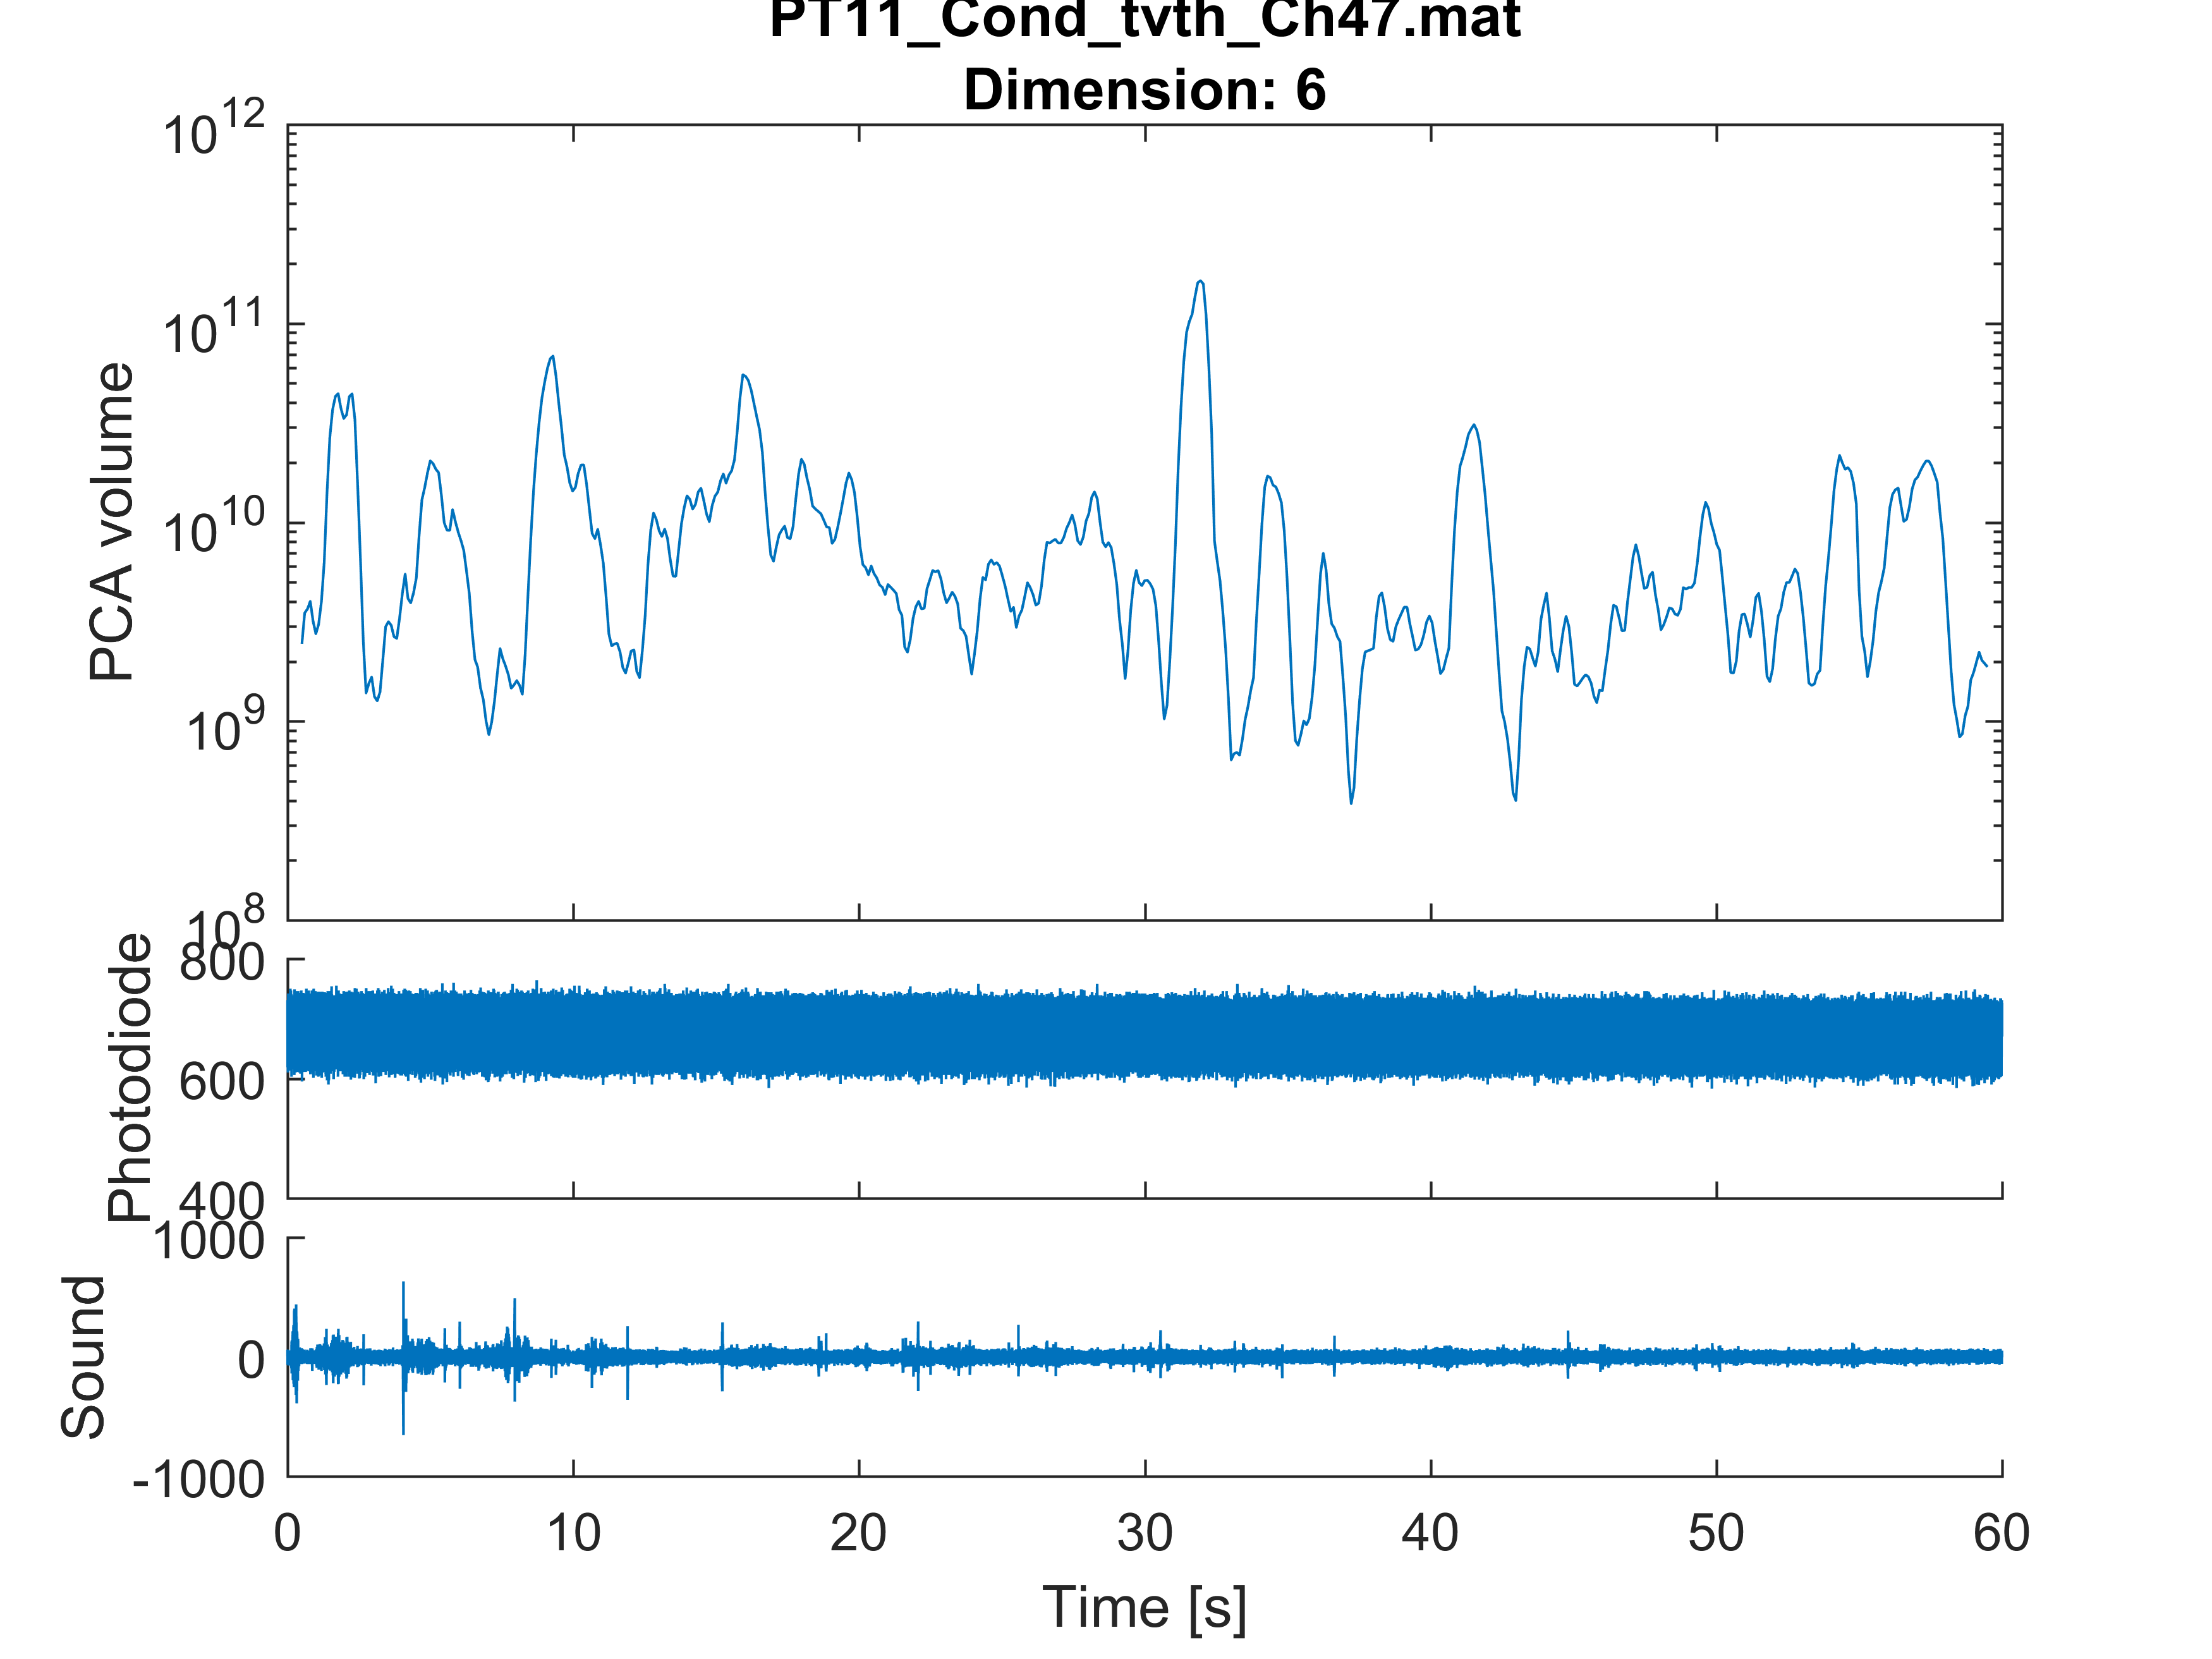 PT11_Cond_tvth_Ch47.mat
Dimension: 6
PCA volume
10^12
10^11
10^10
10^9
10^8
Photodiode
800
600
400
Sound
1000
0
-1000
0 10 20 30 40 50 60
Time [s]